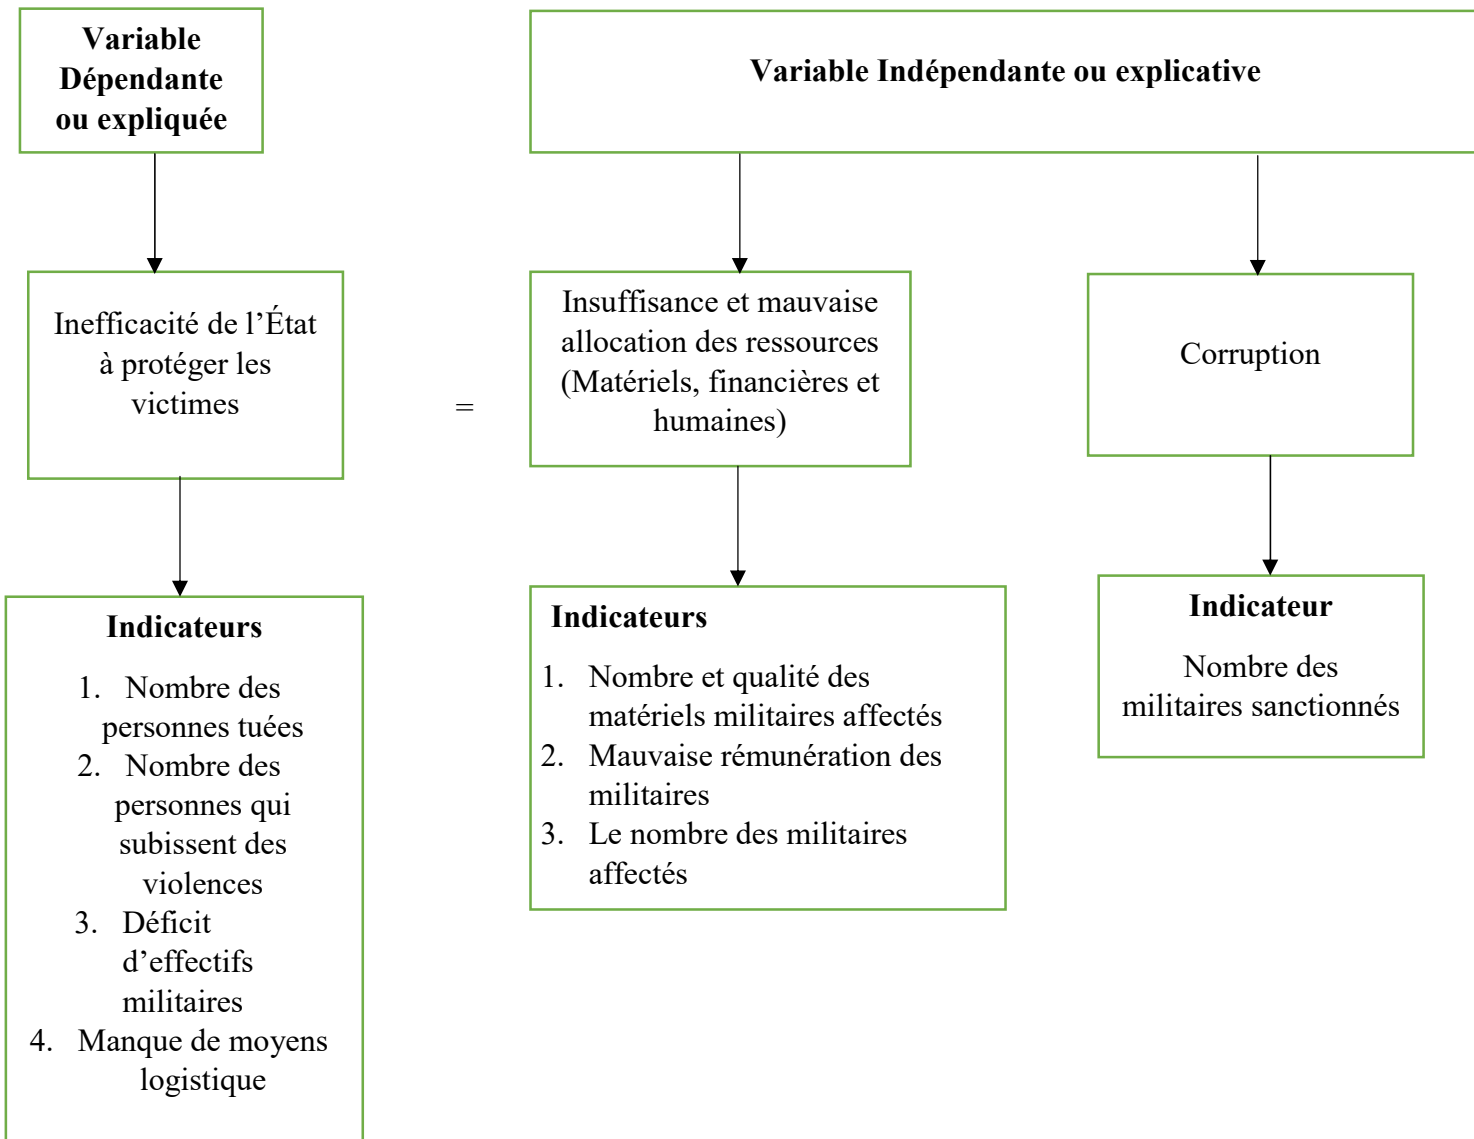 Variable
Dépendante
ou expliquée
Variable Indépendante ou explicative
Inefficacité de l’État
à protéger les
victimes
=
Insuffisance et mauvaise
allocation des ressources
(Matériels, financières et
humaines)
Corruption
Indicateurs
1. Nombre des
personnes tuées
2. Nombre des
personnes qui
subissent des
violences
3. Déficit
d’effectifs
militaires
4. Manque de moyens
logistique
Indicateurs
1. Nombre et qualité des
matériels militaires affectés
2. Mauvaise rémunération des
militaires
3. Le nombre des militaires
affectés
Indicateur
Nombre des
militaires sanctionnés